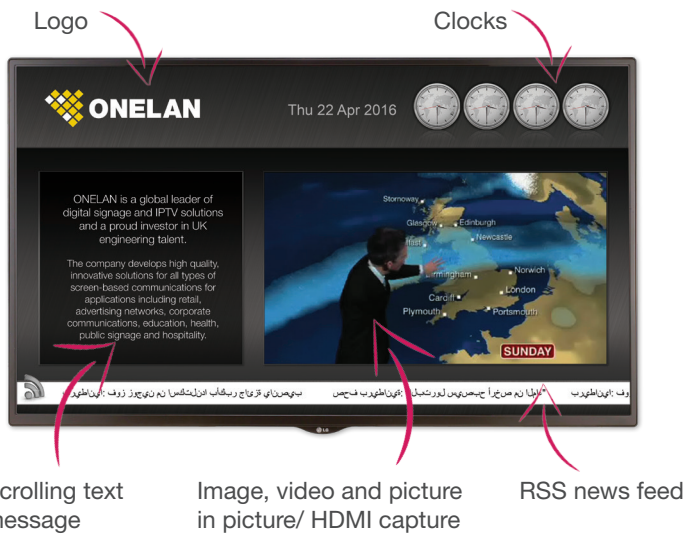 Logo
Clocks
ONELAN
Thu 22 Apr 2016
ONELAN is a global leader of
digital signage and IPTV solutions
and a proud investor in UK
engineering talent.
The company develops high quality,
innovative solutions for all types of
screen-based communications for
applications including retail,
advertising networks, corporate
communications, education, health,
public signage and hospitality.
Stornoway
Glasgow
Edinburgh
Newcastle
irmingham
Norwich
London
Cardiff
Plymouth
Portsmouth
SUNDAY
LG
crolling text
message
Image, video and picture
in picture/ HDMI capture
RSS news feed